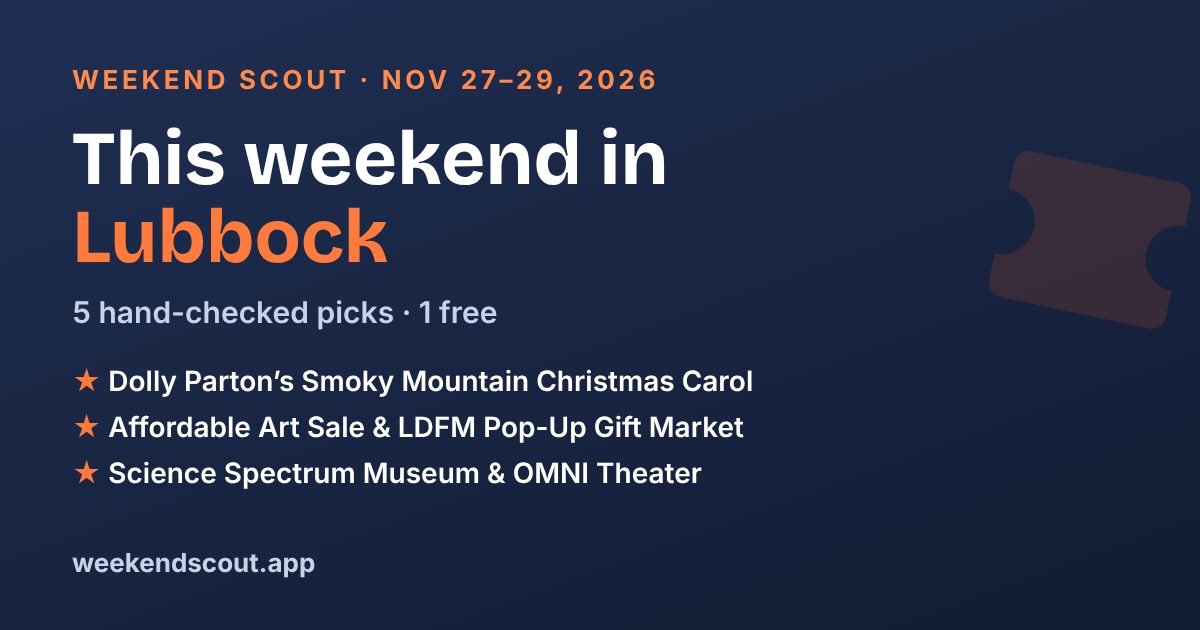 WEEKEND SCOUT · NOV 27–29, 2026
This weekend in
Lubbock
5 hand-checked picks · 1 free
★ Dolly Parton’s Smoky Mountain Christmas Carol
★ Affordable Art Sale & LDFM Pop-Up Gift Market
★ Science Spectrum Museum & OMNI Theater
weekendscout.app